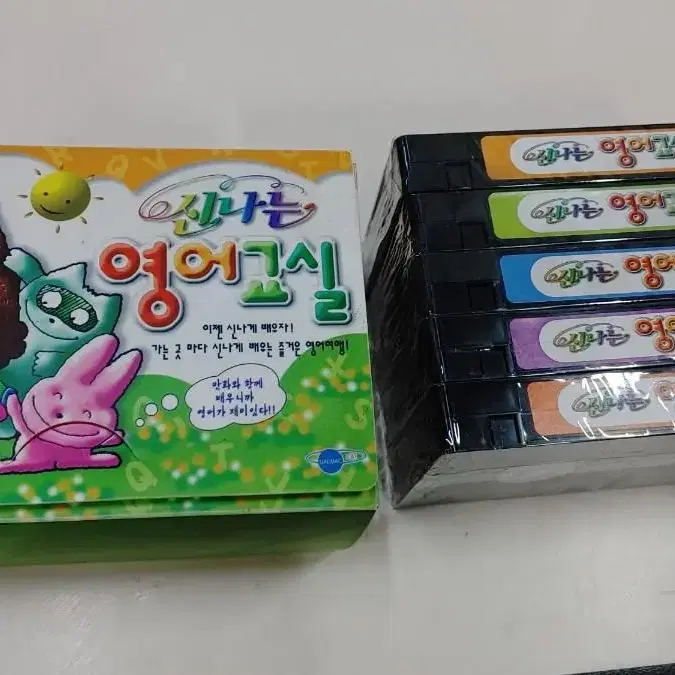 신나는
영어교실
이젠 신나게 배우자!
가는 곳 마다 신나게 배우는 즐거운 영어여행!
만화와 함께
배우니까
영어가 재미있다!!
신나는 영어교
신나는 영어
신나는 영어
신나는 영
신나는